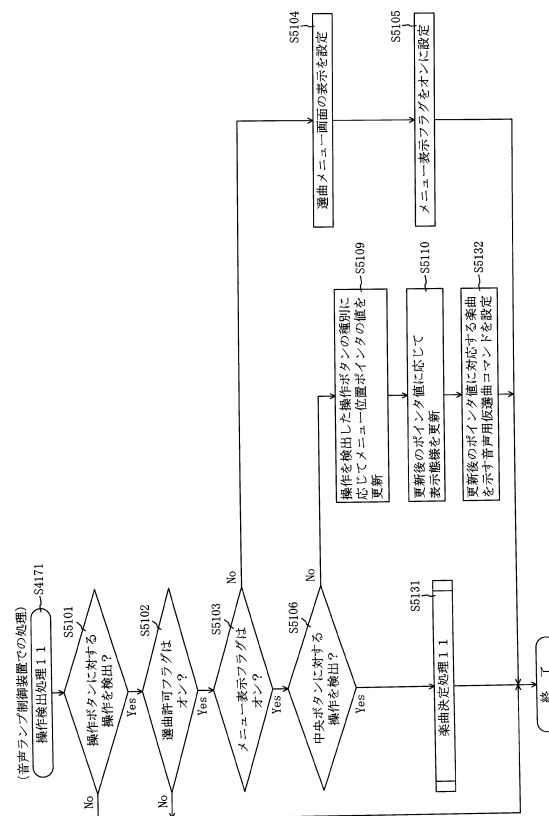 (音声ランプ制御装置での処理)
S4171
操作検出処理11
S5101
操作ボタンに対する
操作を検出?
No
Yes
S5102
選曲許可フラグは
オン?
No
Yes
S5103
メニュー表示フラグは
オン?
No
Yes
S5104
選曲メニュー画面の表示を設定
S5105
メニュー表示フラグをオンに設定
S5106
中央ボタンに対する
操作を検出?
No
Yes
S5109
操作を検出した操作ボタンの種別に
応じてメニュー位置ポインタの値を
更新
S5110
更新後のポインタ値に応じて
表示態様を更新
S5132
更新後のポインタ値に対応する楽曲
を示す音声用仮選曲コマンドを設定
S5131
楽曲決定処理11
終了